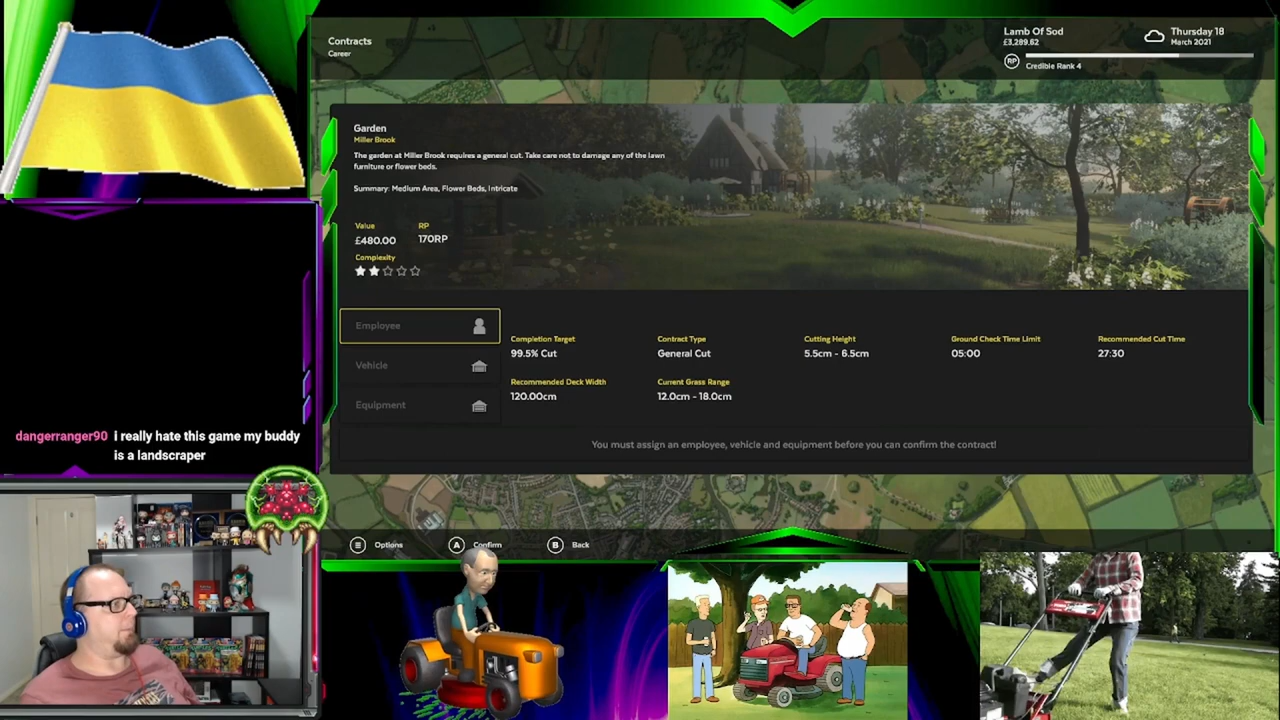 Contracts
Career
Lamb Of Sod
£3,289.62
Thursday 18
March 2021
RP
Credible Rank 4
Garden
Miller Brook
The garden at Miller Brook requires a general cut. Take care not to damage any of the lawn
furniture or flower beds.
Summary: Medium Area, Flower Beds, Intricate
Value
£480.00
RP
170RP
Complexity
Employee
Vehicle
Equipment
Completion Target
99.5% Cut
Contract Type
General Cut
Cutting Height
5.5cm - 6.5cm
Ground Check Time Limit
05:00
Recommended Cut Time
27:30
Recommended Deck Width
120.00cm
Current Grass Range
12.0cm - 18.0cm
You must assign an employee, vehicle and equipment before you can confirm the contract!
Options
A Confirm
B Back
dangerranger90 i really hate this game my buddy
is a landscraper